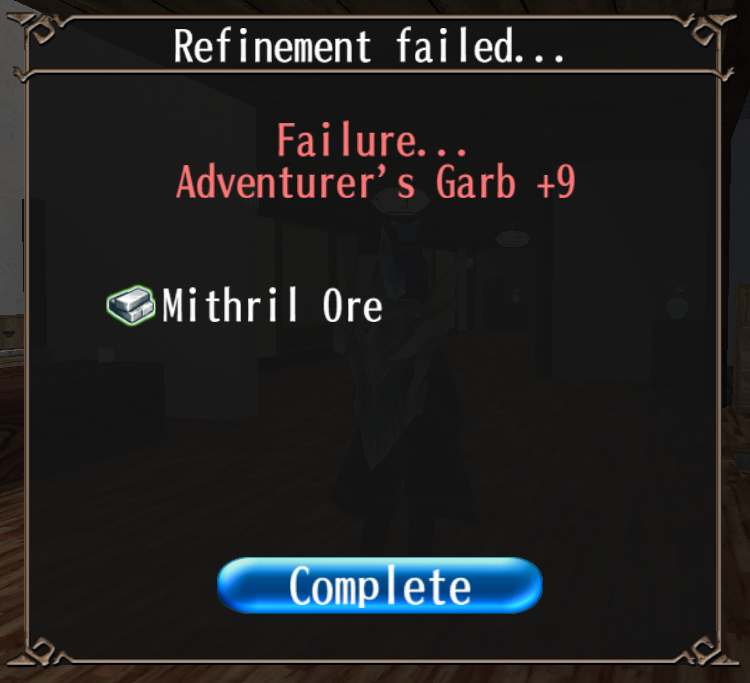 Refinement failed...
Failure...
Adventurer's Garb +9
Mithril Ore
Complete